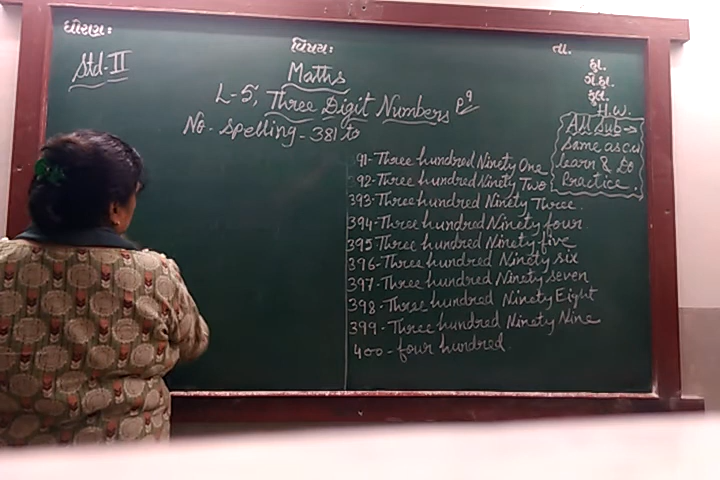 ધોરણઃ
વિષયઃ
તા.
Std-II
Maths
હા.
ગે.હા.
કુલ.
L-5, Three Digit Numbers P 9
H.W.
No- spelling - 381 to
All Sub →
Same as cw
learn & do
Practice.
91- Three hundred Ninety One
92- Three hundred Ninety Two
393- Three hundred Ninety Three.
394- Three hundred Ninety four.
395 Three hundred Ninety five
396- Three hundred Ninety six
397- Three hundred Ninety seven
398- Three hundred Ninety Eight
399- Three hundred Ninety Nine
400 - four hundred.